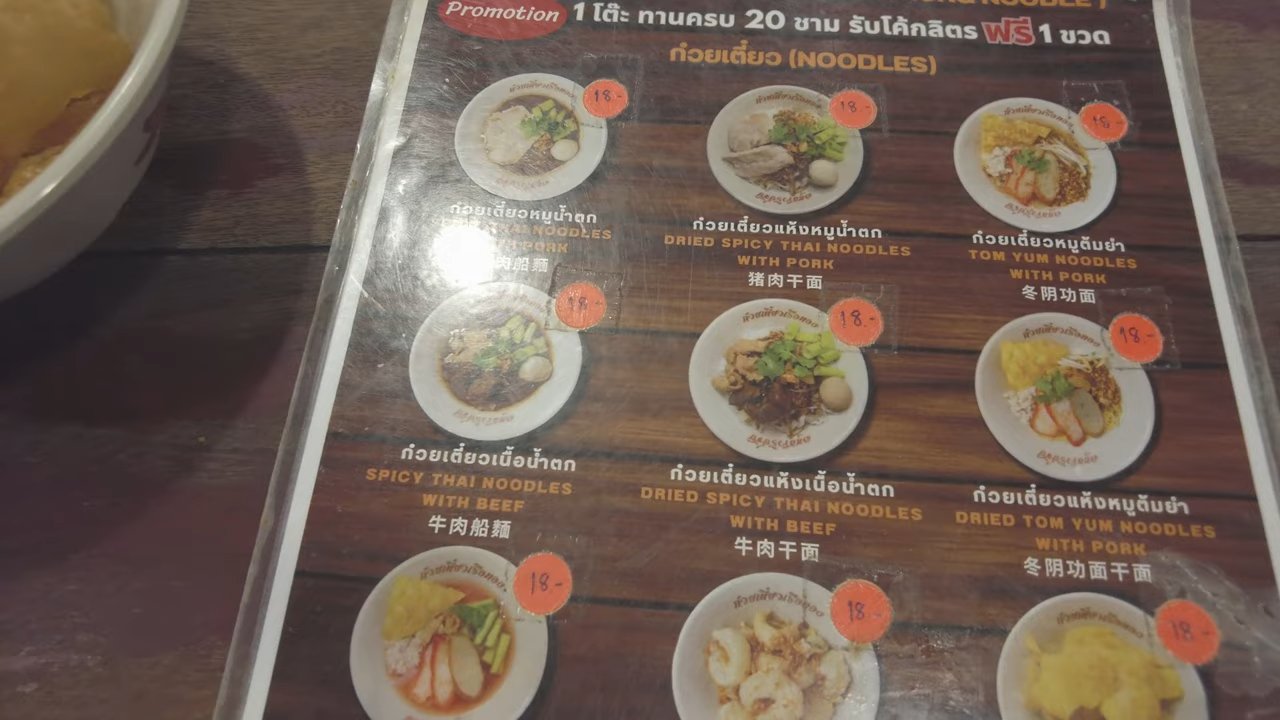 NOODLE )
Promotion 1 โต๊ะ ทานครบ 20 ชาม รับโค้กลิตร ฟรี 1 ขวด
ก๋วยเตี๋ยว (NOODLES)
18.-
18.-
18.-
ก๋วยเตี๋ยวหมูน้ำตก
THAI NOODLES
WITH PORK
肉船麵
ก๋วยเตี๋ยวแห้งหมูน้ำตก
DRIED SPICY THAI NOODLES
WITH PORK
猪肉干面
ก๋วยเตี๋ยวหมูต้มยำ
TOM YUM NOODLES
WITH PORK
冬阴功面
18.-
18.-
18.-
ก๋วยเตี๋ยวเนื้อน้ำตก
SPICY THAI NOODLES
WITH BEEF
牛肉船麵
ก๋วยเตี๋ยวแห้งเนื้อน้ำตก
DRIED SPICY THAI NOODLES
WITH BEEF
牛肉干面
ก๋วยเตี๋ยวแห้งหมูต้มยำ
DRIED TOM YUM NOODLES
WITH PORK
冬阴功面干面
18.-
18.-
18.-